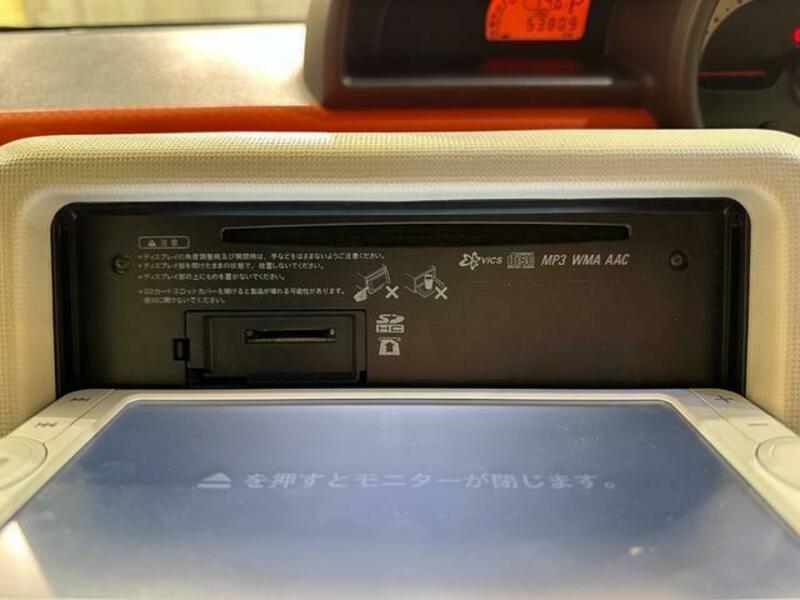 53809
⚠注意
*ディスプレイの角度調整時及び開閉時は、手などをはさまないようご注意ください。
*ディスプレイ部を開けたままの状態で、放置しないでください。
*ディスプレイ部の上にものを置かないでください。
VICS disc MP3 WMA AAC
*SDカードスロットカバーを開けると製品が壊れる可能性があります。
絶対に開けないでください。
SD
HC
⏏を押すとモニターが閉じます。